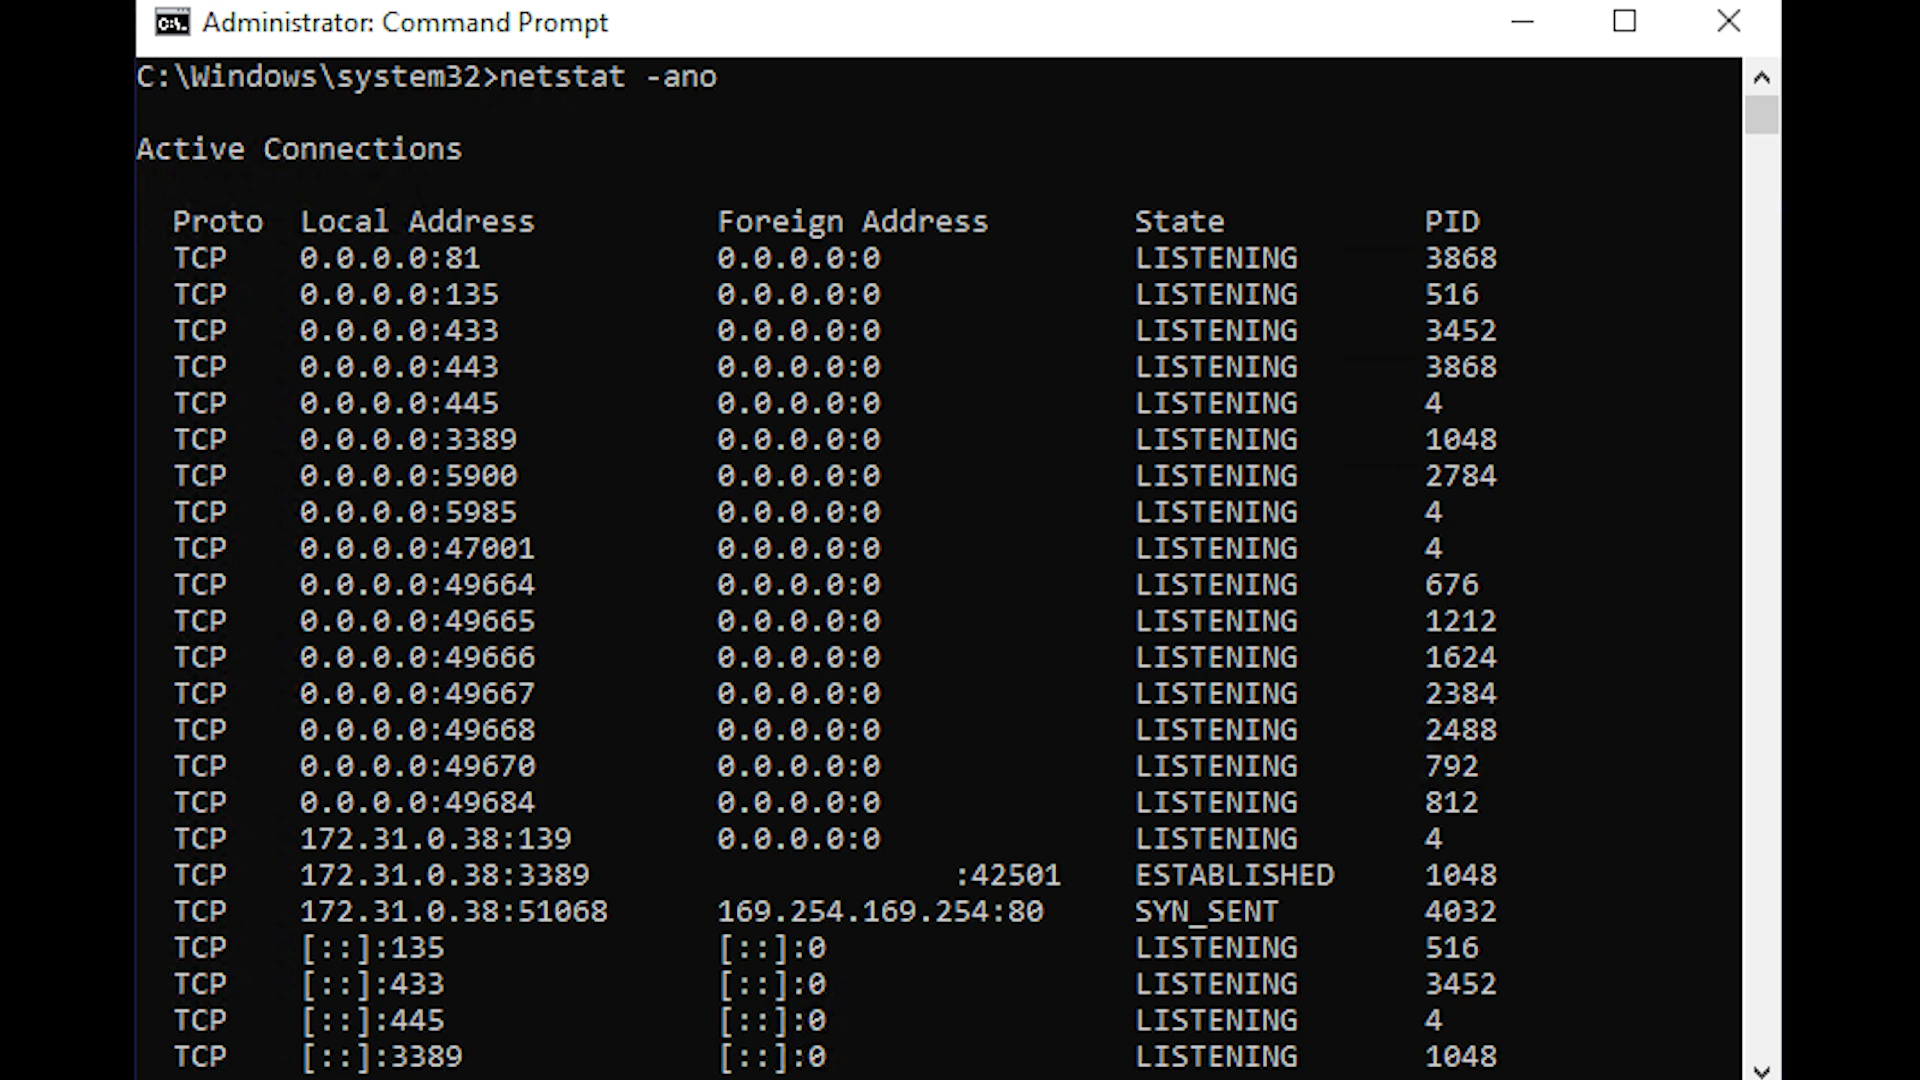 Administrator: Command Prompt
C:\Windows\system32>netstat -ano
Active Connections
Proto  Local Address          Foreign Address        State           PID
TCP    0.0.0.0:81             0.0.0.0:0              LISTENING       3868
TCP    0.0.0.0:135            0.0.0.0:0              LISTENING       516
TCP    0.0.0.0:433            0.0.0.0:0              LISTENING       3452
TCP    0.0.0.0:443            0.0.0.0:0              LISTENING       3868
TCP    0.0.0.0:445            0.0.0.0:0              LISTENING       4
TCP    0.0.0.0:3389           0.0.0.0:0              LISTENING       1048
TCP    0.0.0.0:5900           0.0.0.0:0              LISTENING       2784
TCP    0.0.0.0:5985           0.0.0.0:0              LISTENING       4
TCP    0.0.0.0:47001          0.0.0.0:0              LISTENING       4
TCP    0.0.0.0:49664          0.0.0.0:0              LISTENING       676
TCP    0.0.0.0:49665          0.0.0.0:0              LISTENING       1212
TCP    0.0.0.0:49666          0.0.0.0:0              LISTENING       1624
TCP    0.0.0.0:49667          0.0.0.0:0              LISTENING       2384
TCP    0.0.0.0:49668          0.0.0.0:0              LISTENING       2488
TCP    0.0.0.0:49670          0.0.0.0:0              LISTENING       792
TCP    0.0.0.0:49684          0.0.0.0:0              LISTENING       812
TCP    172.31.0.38:139        0.0.0.0:0              LISTENING       4
TCP    172.31.0.38:3389                    :42501    ESTABLISHED     1048
TCP    172.31.0.38:51068      169.254.169.254:80     SYN_SENT        4032
TCP    [::]:135               [::]:0                 LISTENING       516
TCP    [::]:433               [::]:0                 LISTENING       3452
TCP    [::]:445               [::]:0                 LISTENING       4
TCP    [::]:3389              [::]:0                 LISTENING       1048